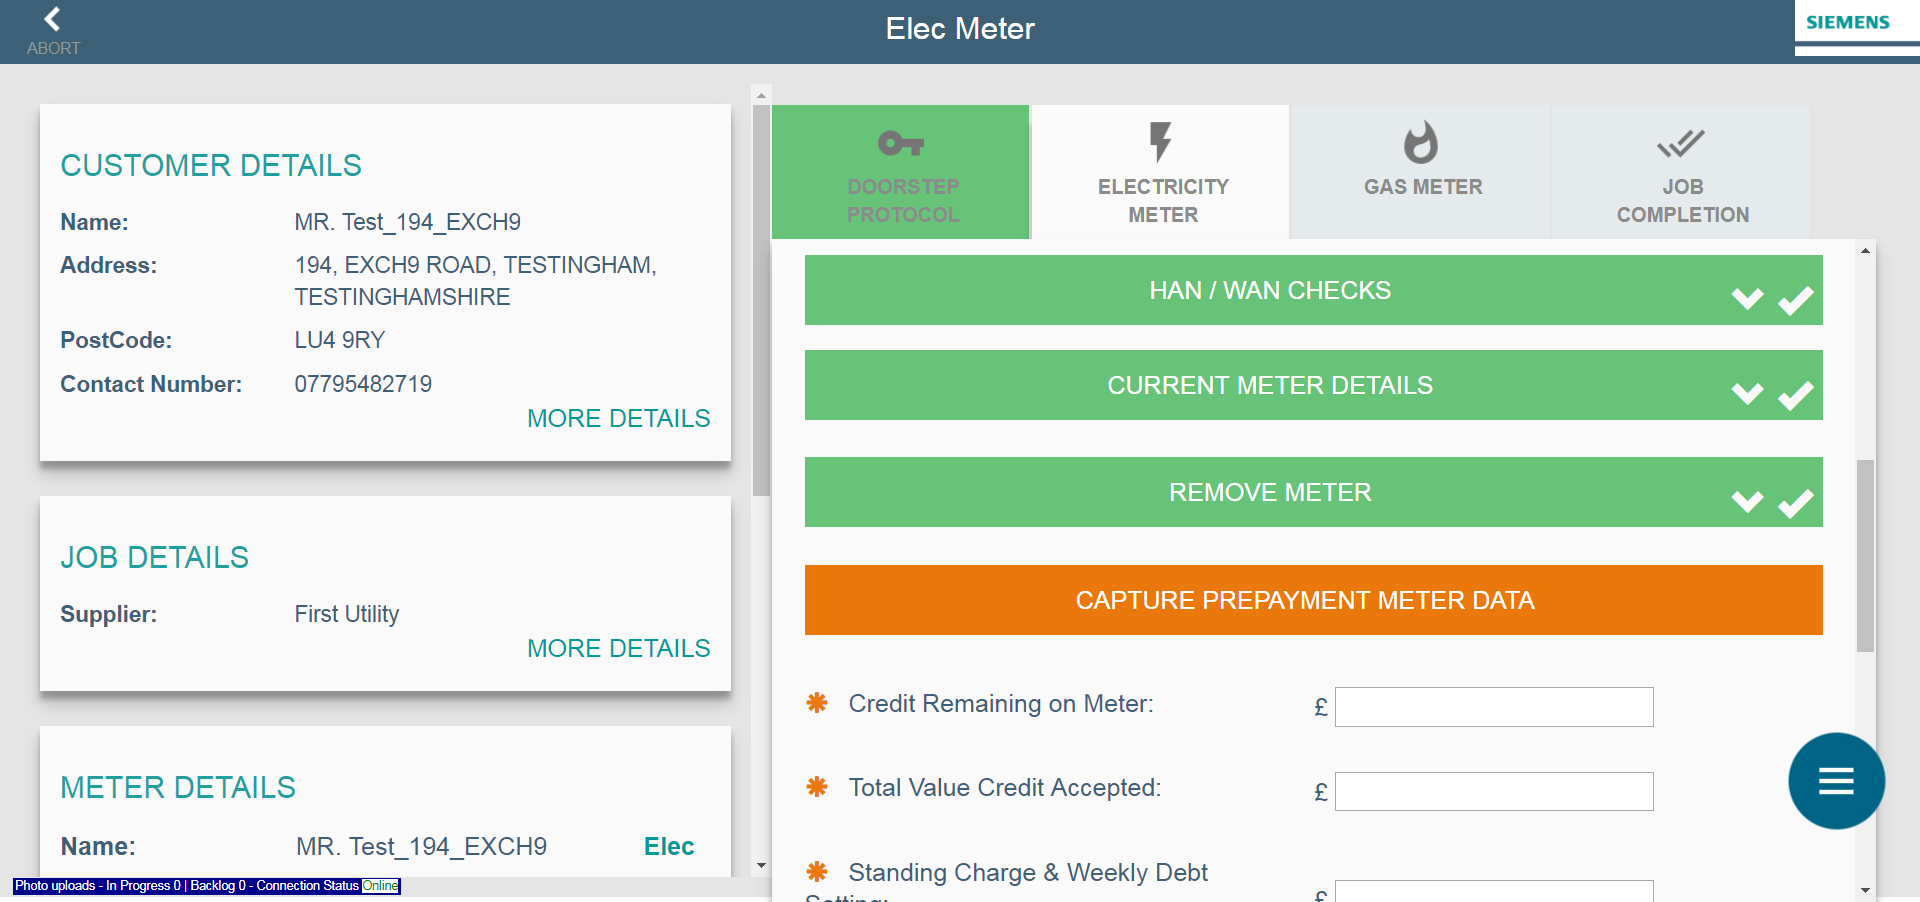 ABORT
Elec Meter
SIEMENS
CUSTOMER DETAILS
Name: MR. Test_194_EXCH9
Address: 194, EXCH9 ROAD, TESTINGHAM,
TESTINGHAMSHIRE
PostCode: LU4 9RY
Contact Number: 07795482719
MORE DETAILS
JOB DETAILS
Supplier: First Utility
MORE DETAILS
METER DETAILS
Name: MR. Test_194_EXCH9 Elec
Photo uploads - In Progress 0 | Backlog 0 - Connection Status Online
DOORSTEP
PROTOCOL
ELECTRICITY
METER
GAS METER
JOB
COMPLETION
HAN / WAN CHECKS
CURRENT METER DETAILS
REMOVE METER
CAPTURE PREPAYMENT METER DATA
✱ Credit Remaining on Meter: £
✱ Total Value Credit Accepted: £
✱ Standing Charge & Weekly Debt
Setting: £